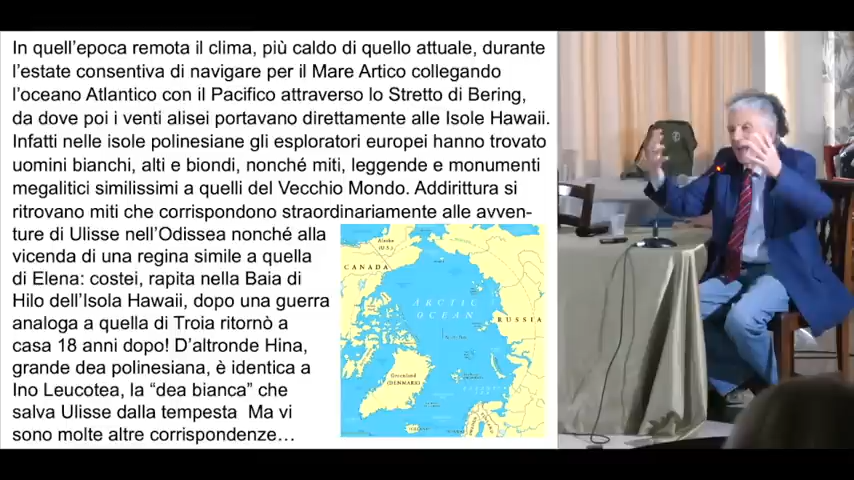 In quell'epoca remota il clima, più caldo di quello attuale, durante
l'estate consentiva di navigare per il Mare Artico collegando
l'oceano Atlantico con il Pacifico attraverso lo Stretto di Bering,
da dove poi i venti alisei portavano direttamente alle Isole Hawaii.
Infatti nelle isole polinesiane gli esploratori europei hanno trovato
uomini bianchi, alti e biondi, nonché miti, leggende e monumenti
megalitici similissimi a quelli del Vecchio Mondo. Addirittura si
ritrovano miti che corrispondono straordinariamente alle avven-
ture di Ulisse nell'Odissea nonché alla
vicenda di una regina simile a quella
di Elena: costei, rapita nella Baia di
Hilo dell'Isola Hawaii, dopo una guerra
analoga a quella di Troia ritornò a
casa 18 anni dopo! D'altronde Hina,
grande dea polinesiana, è identica a
Ino Leucotea, la "dea bianca" che
salva Ulisse dalla tempesta Ma vi
sono molte altre corrispondenze…
Alaska
(U.S.)
CANADA
ARCTIC
OCEAN
RUSSIA
Greenland
(DENMARK)